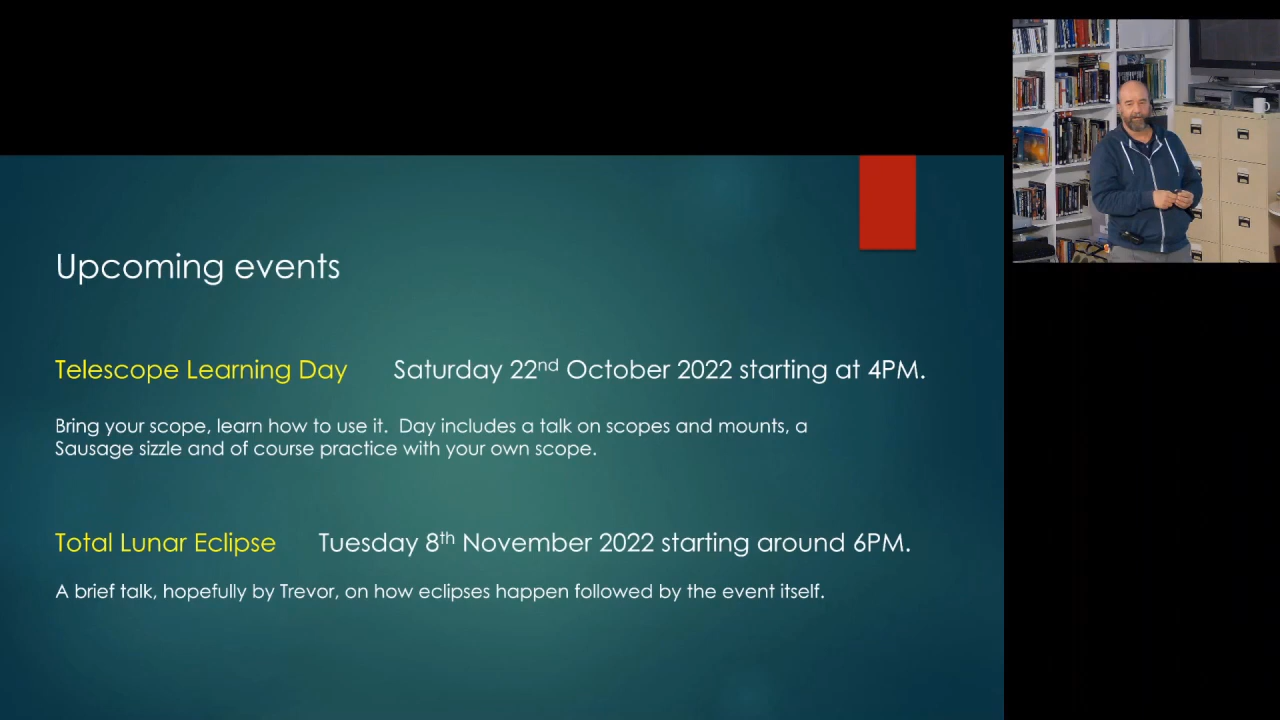 Upcoming events
Telescope Learning Day Saturday 22nd October 2022 starting at 4PM.
Bring your scope, learn how to use it. Day includes a talk on scopes and mounts, a
Sausage sizzle and of course practice with your own scope.
Total Lunar Eclipse Tuesday 8th November 2022 starting around 6PM.
A brief talk, hopefully by Trevor, on how eclipses happen followed by the event itself.